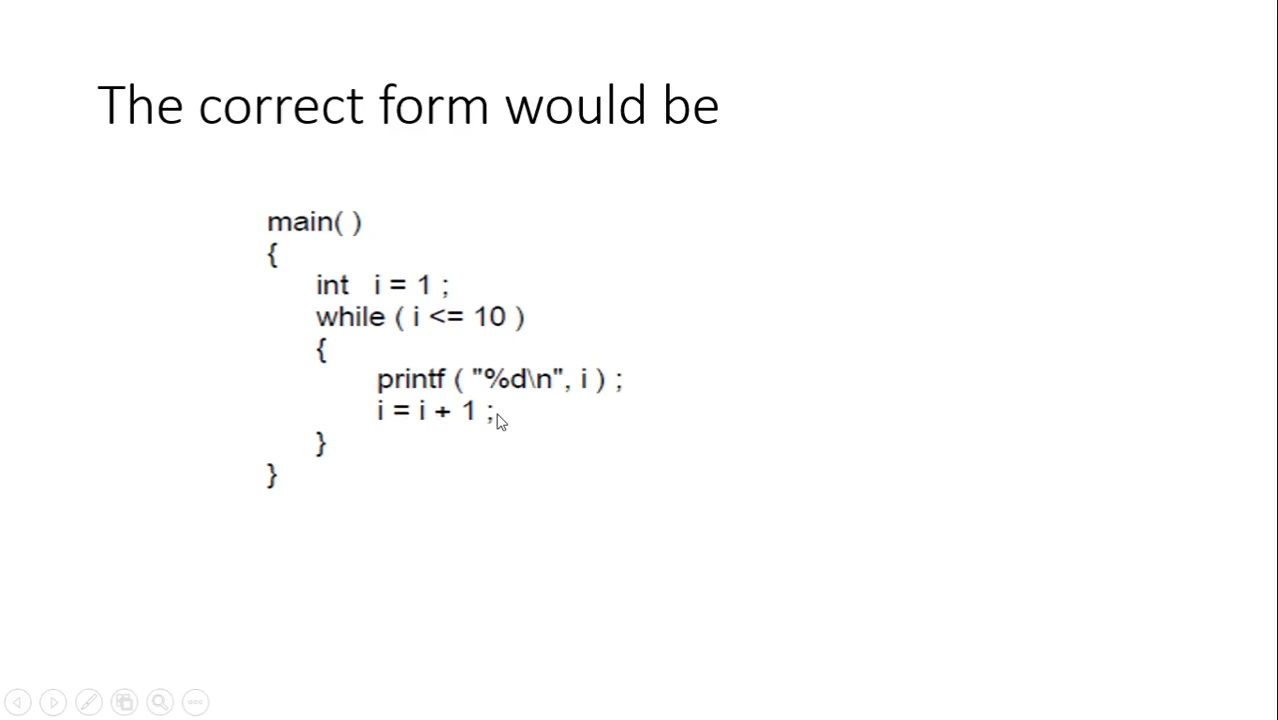 The correct form would be
main( )
{
int i = 1 ;
while ( i <= 10 )
{
printf ( "%d\n", i ) ;
i = i + 1 ;
}
}